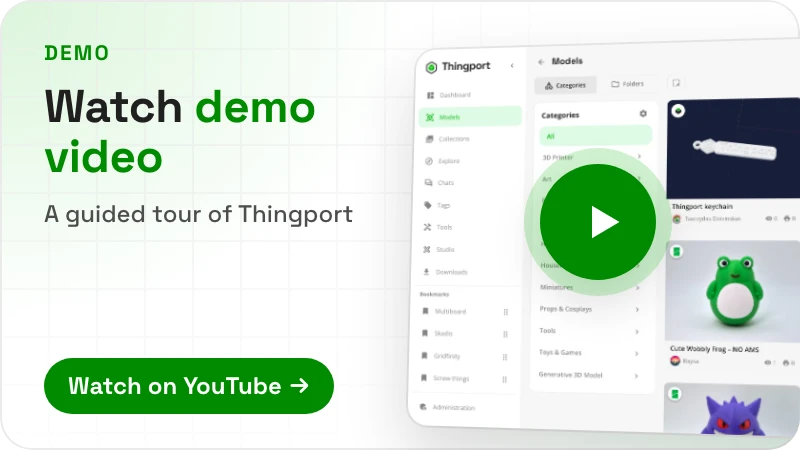 DEMO
Watch demo
video
A guided tour of Thingport
Watch on YouTube →
Thingport
Dashboard
Models
Collections
Explore
Chats
Tags
Tools
Studio
Downloads
Bookmarks
Multiboard
Skadis
Gridfinity
Screw things
Administration
Models
Categories
Folders
Categories
All
3D Printer
Art
Miniatures
Props & Cosplays
Tools
Toys & Games
Generative 3D Model
Thingport keychain
Cute Wobbly Frog - NO AMS